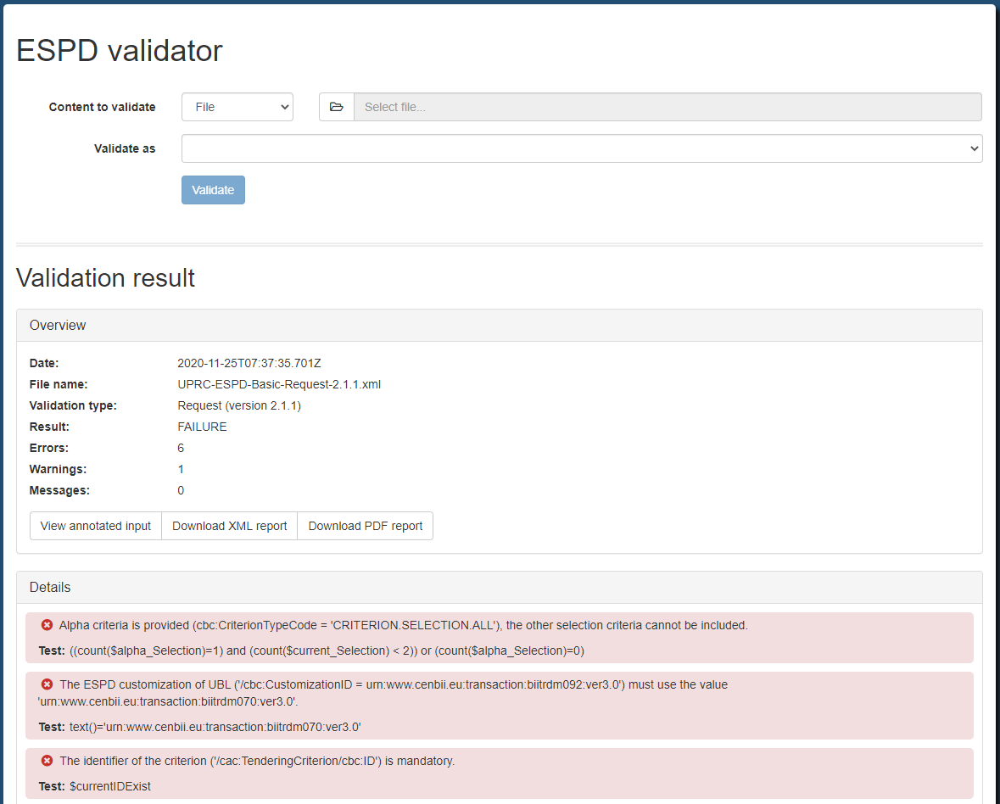 ESPD validator
Content to validate File Select file...
Validate as
Validate
Validation result
Overview
Date: 2020-11-25T07:37:35.701Z
File name: UPRC-ESPD-Basic-Request-2.1.1.xml
Validation type: Request (version 2.1.1)
Result: FAILURE
Errors: 6
Warnings: 1
Messages: 0
View annotated input Download XML report Download PDF report
Details
Alpha criteria is provided (cbc:CriterionTypeCode = 'CRITERION.SELECTION.ALL'), the other selection criteria cannot be included.
Test: ((count($alpha_Selection)=1) and (count($current_Selection) < 2)) or (count($alpha_Selection)=0)
The ESPD customization of UBL ('/cbc:CustomizationID = urn:www.cenbii.eu:transaction:biitrdm092:ver3.0') must use the value
'urn:www.cenbii.eu:transaction:biitrdm070:ver3.0'.
Test: text()='urn:www.cenbii.eu:transaction:biitrdm070:ver3.0'
The identifier of the criterion ('/cac:TenderingCriterion/cbc:ID') is mandatory.
Test: $currentIDExist